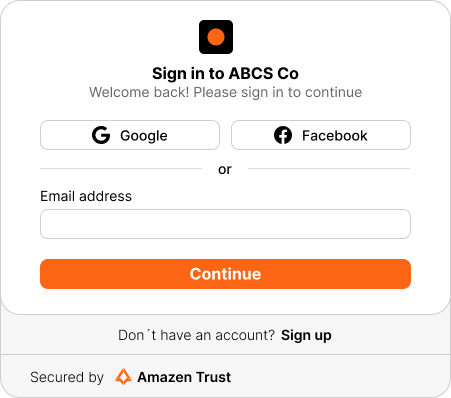 Sign in to ABCS Co
Welcome back! Please sign in to continue
Google Facebook
or
Email address
Continue
Don´t have an account? Sign up
Secured by Amazen Trust